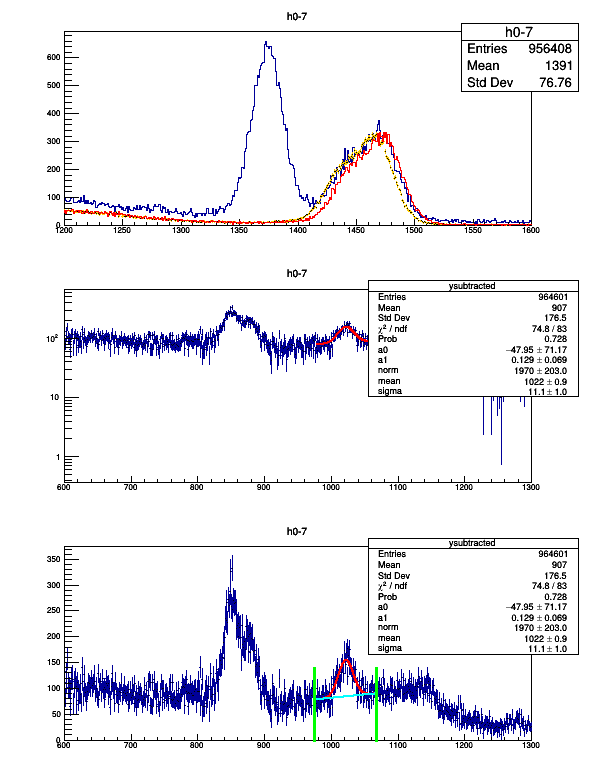 h0-7
h0-7
Entries 956408
Mean 1391
Std Dev 76.76
600
500
400
300
200
100
0
1200 1250 1300 1350 1400 1450 1500 1550 1600
h0-7
ysubtracted
Entries 964601
Mean 907
Std Dev 176.5
χ² / ndf 74.8 / 83
Prob 0.728
a0 −47.95 ± 71.17
a1 0.129 ± 0.069
norm 1970 ± 203.0
mean 1022 ± 0.9
sigma 11.1 ± 1.0
10²
10
1
600 700 800 900 1000 1100 1200 1300
h0-7
ysubtracted
Entries 964601
Mean 907
Std Dev 176.5
χ² / ndf 74.8 / 83
Prob 0.728
a0 −47.95 ± 71.17
a1 0.129 ± 0.069
norm 1970 ± 203.0
mean 1022 ± 0.9
sigma 11.1 ± 1.0
350
300
250
200
150
100
50
0
600 700 800 900 1000 1100 1200 1300